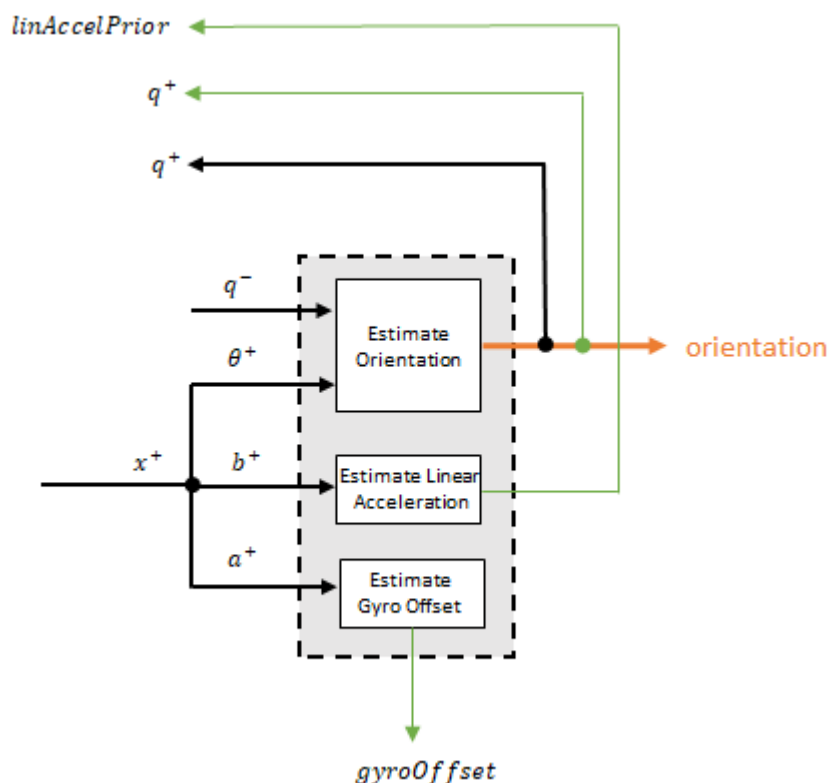 linAccelPrior
q⁺
q⁺
q⁻
Estimate
Orientation
orientation
θ⁺
x⁺
b⁺
Estimate Linear
Acceleration
a⁺
Estimate
Gyro Offset
gyroOffset